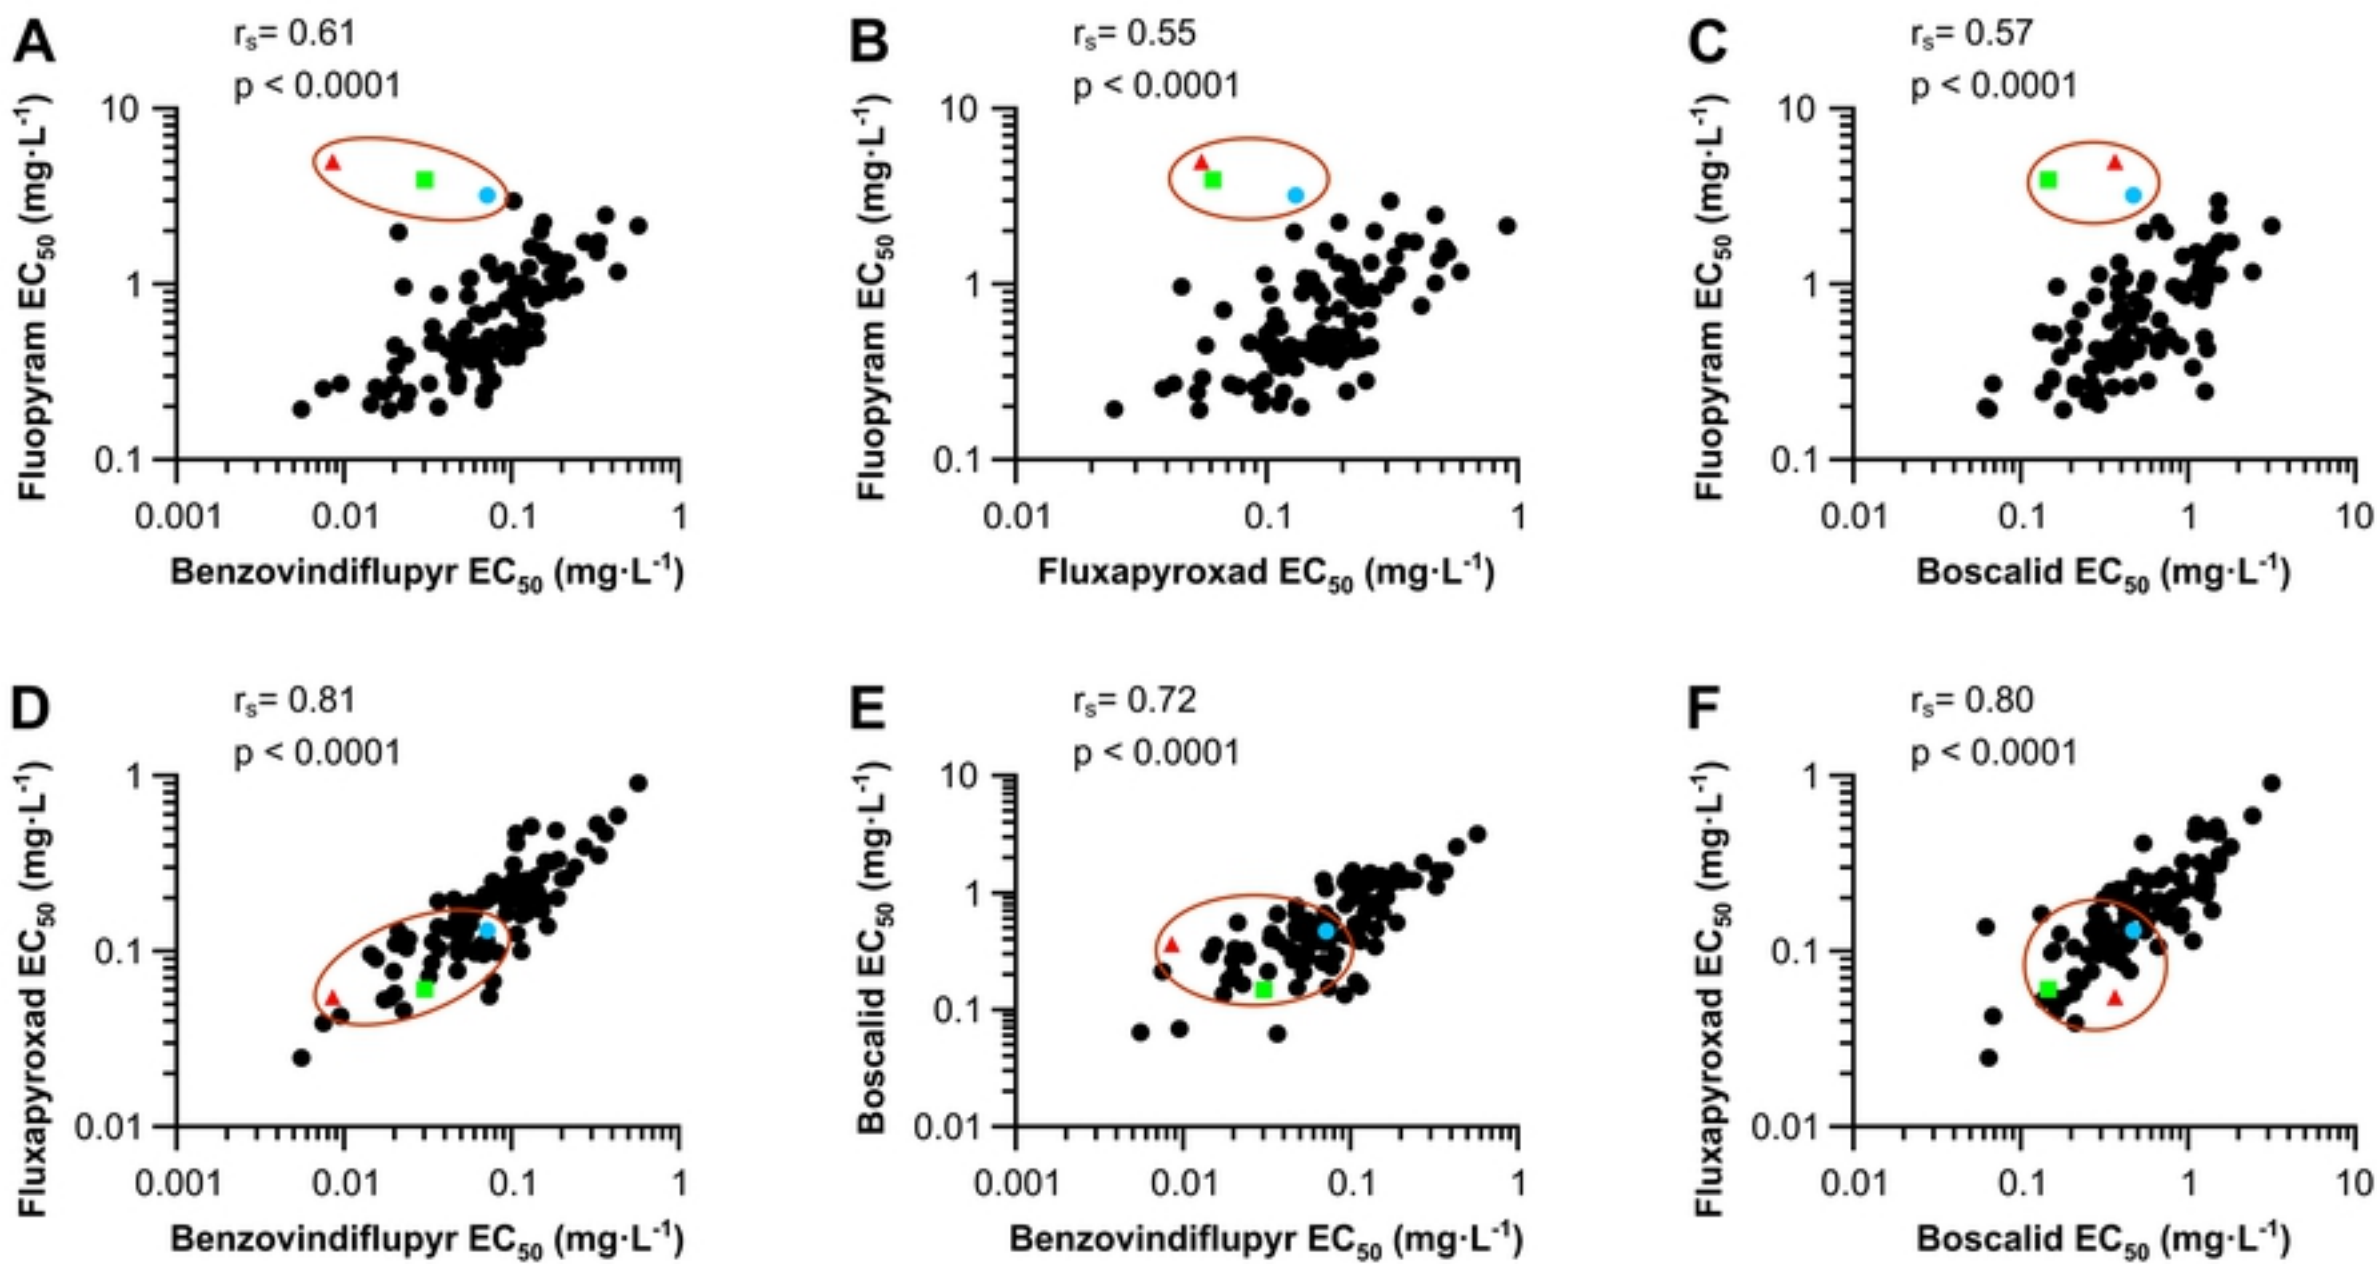 A
rs= 0.61
p < 0.0001
Fluopyram EC50 (mg·L-1)
10
1
0.1
0.001 0.01 0.1 1
Benzovindiflupyr EC50 (mg·L-1)
B
rs= 0.55
p < 0.0001
Fluopyram EC50 (mg·L-1)
10
1
0.1
0.01 0.1 1
Fluxapyroxad EC50 (mg·L-1)
C
rs= 0.57
p < 0.0001
Fluopyram EC50 (mg·L-1)
10
1
0.1
0.01 0.1 1 10
Boscalid EC50 (mg·L-1)
D
rs= 0.81
p < 0.0001
Fluxapyroxad EC50 (mg·L-1)
1
0.1
0.01
0.001 0.01 0.1 1
Benzovindiflupyr EC50 (mg·L-1)
E
rs= 0.72
p < 0.0001
Boscalid EC50 (mg·L-1)
10
1
0.1
0.01
0.001 0.01 0.1 1
Benzovindiflupyr EC50 (mg·L-1)
F
rs= 0.80
p < 0.0001
Fluxapyroxad EC50 (mg·L-1)
1
0.1
0.01
0.01 0.1 1 10
Boscalid EC50 (mg·L-1)